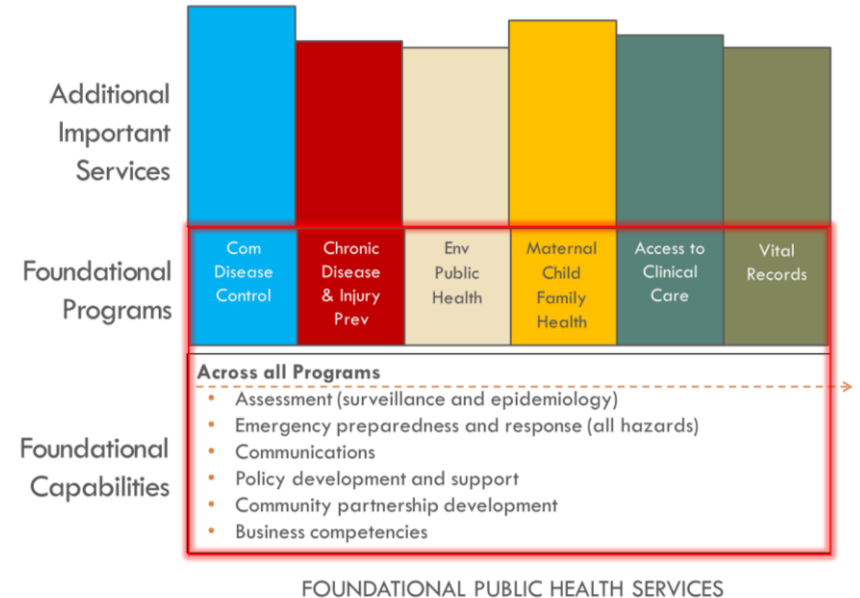 Additional
Important
Services
Foundational
Programs
Com
Disease
Control
Chronic
Disease
& Injury
Prev
Env
Public
Health
Maternal
Child
Family
Health
Access to
Clinical
Care
Vital
Records
Foundational
Capabilities
Across all Programs
• Assessment (surveillance and epidemiology)
• Emergency preparedness and response (all hazards)
• Communications
• Policy development and support
• Community partnership development
• Business competencies
FOUNDATIONAL PUBLIC HEALTH SERVICES